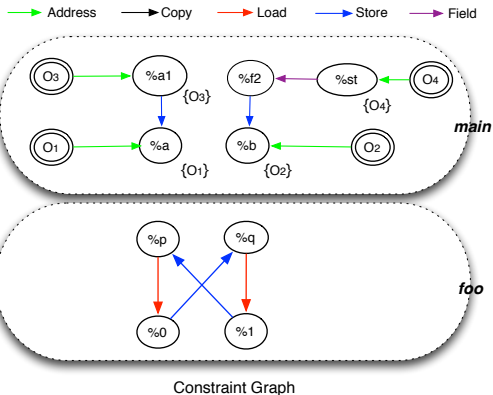 Address Copy Load Store Field
O3 %a1 %f2 %st O4
{O3} {O4}
main
O1 %a %b O2
{O1} {O2}
%p %q
foo
%0 %1
Constraint Graph